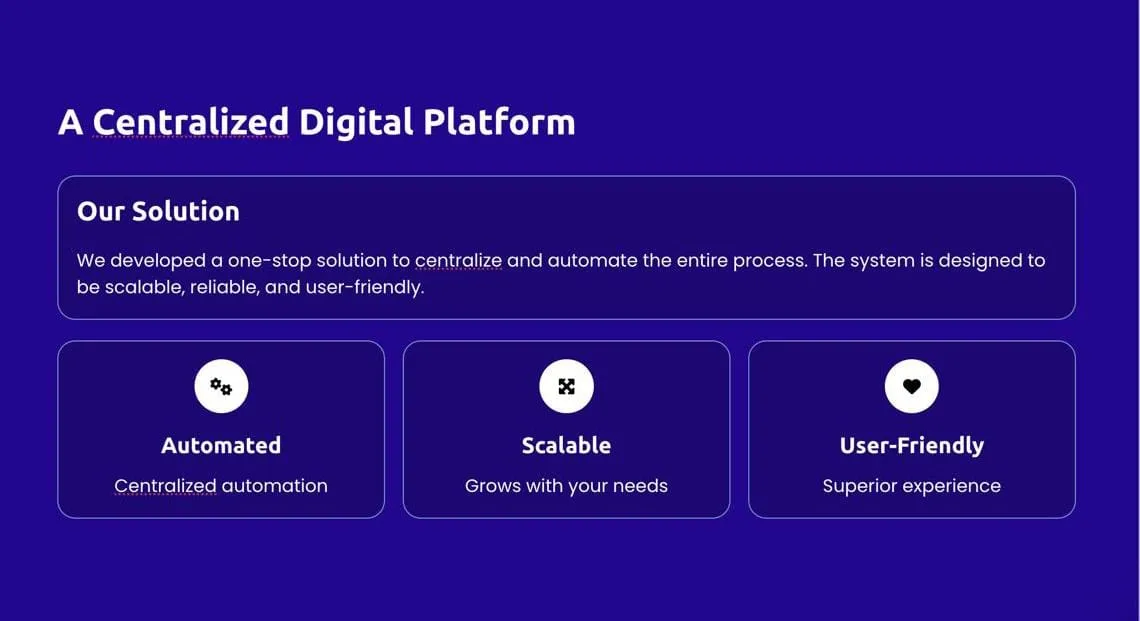 A Centralized Digital Platform
Our Solution
We developed a one-stop solution to centralize and automate the entire process. The system is designed to
be scalable, reliable, and user-friendly.
Automated
Centralized automation
Scalable
Grows with your needs
User-Friendly
Superior experience